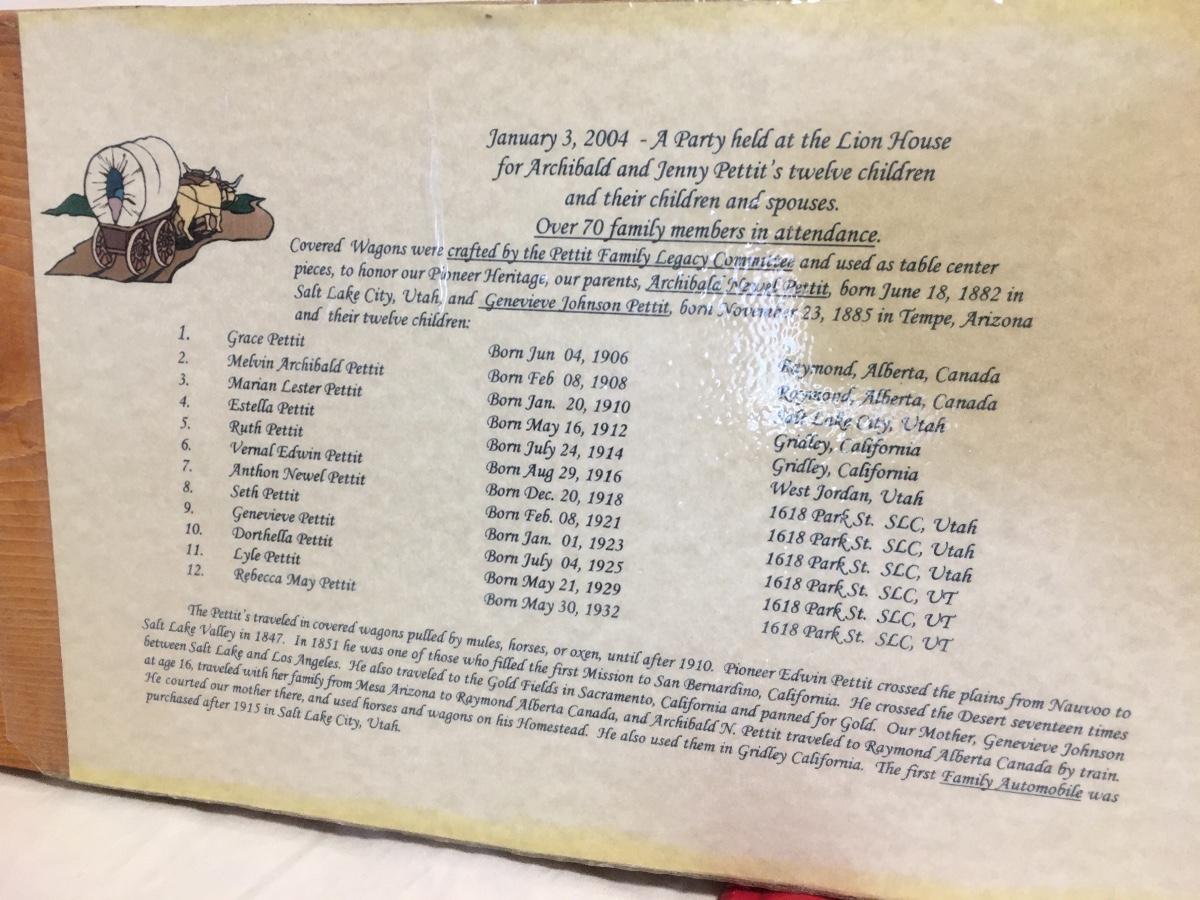 January 3, 2004 - A Party held at the Lion House
for Archibald and Jenny Pettit's twelve children
and their children and spouses.
Over 70 family members in attendance.
Covered Wagons were crafted by the Pettit Family Legacy Committee and used as table center
pieces, to honor our Pioneer Heritage, our parents, Archibald Newel Pettit, born June 18, 1882 in
Salt Lake City, Utah, and Genevieve Johnson Pettit, born November 23, 1885 in Tempe, Arizona
and their twelve children:
1. Grace Pettit Born Jun 04, 1906 Raymond, Alberta, Canada
2. Melvin Archibald Pettit Born Feb 08, 1908 Raymond, Alberta, Canada
3. Marian Lester Pettit Born Jan. 20, 1910 Salt Lake City, Utah
4. Estella Pettit Born May 16, 1912 Gridley, California
5. Ruth Pettit Born July 24, 1914 Gridley, California
6. Vernal Edwin Pettit Born Aug 29, 1916 West Jordan, Utah
7. Anthon Newel Pettit Born Dec. 20, 1918 1618 Park St. SLC, Utah
8. Seth Pettit Born Feb. 08, 1921 1618 Park St. SLC, Utah
9. Genevieve Pettit Born Jan. 01, 1923 1618 Park St. SLC, Utah
10. Dorthella Pettit Born July 04, 1925 1618 Park St. SLC, UT
11. Lyle Pettit Born May 21, 1929 1618 Park St. SLC, UT
12. Rebecca May Pettit Born May 30, 1932 1618 Park St. SLC, UT
The Pettit's traveled in covered wagons pulled by mules, horses, or oxen, until after 1910. Pioneer Edwin Pettit crossed the plains from Nauvoo to
Salt Lake Valley in 1847. In 1851 he was one of those who filled the first Mission to San Bernardino, California. He crossed the Desert seventeen times
between Salt Lake and Los Angeles. He also traveled to the Gold Fields in Sacramento, California and panned for Gold. Our Mother, Genevieve Johnson
at age 16, traveled with her family from Mesa Arizona to Raymond Alberta Canada, and Archibald N. Pettit traveled to Raymond Alberta Canada by train.
He courted our mother there, and used horses and wagons on his Homestead. He also used them in Gridley California. The first Family Automobile was
purchased after 1915 in Salt Lake City, Utah.